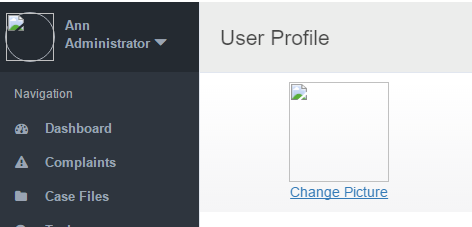 Ann
Administrator
User Profile
Navigation
Dashboard
Complaints
Case Files
Change Picture